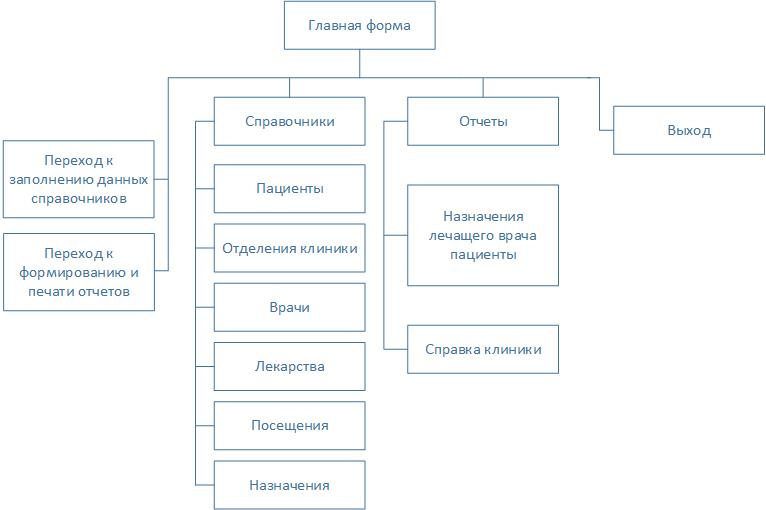 Главная форма
Переход к
заполнению данных
справочников
Переход к
формированию и
печати отчетов
Справочники
Пациенты
Отделения клиники
Врачи
Лекарства
Посещения
Назначения
Отчеты
Назначения
лечащего врача
пациенты
Справка клиники
Выход